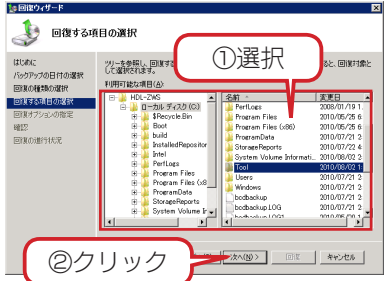 回復ウィザード
回復する項目の選択
はじめに
バックアップの日付の選択
回復の種類の選択
回復する項目の選択
回復オプションの指定
確認
回復の進行状況
ツリーを参照し、回復する
と、回復対象と
して選択されます。
利用可能な項目(A):
HDL-ZWS
ローカル ディスク (C:)
$Recycle.Bin
Boot
build
InstalledRepositor
Intel
PerfLogs
Program Files
Program Files (x8
ProgramData
StorageReports
System Volume Ir
名前
変更日
PerfLogs 2008/01/19 1
Program Files 2010/05/25 6:
Program Files (x86) 2010/05/25 6:
ProgramData 2010/07/21 2
StorageReports 2010/07/22 4:
System Volume Informati... 2010/08/02 2
Tool 2010/08/02 1:
Users 2010/07/21 2
Windows 2010/07/21 2
bcdbackup 2010/07/21 2
bcdbackup.LOG 2010/07/21 2
bcdbackup.LOG1
①選択
②クリック
次へ(N) >
回復
キャンセル